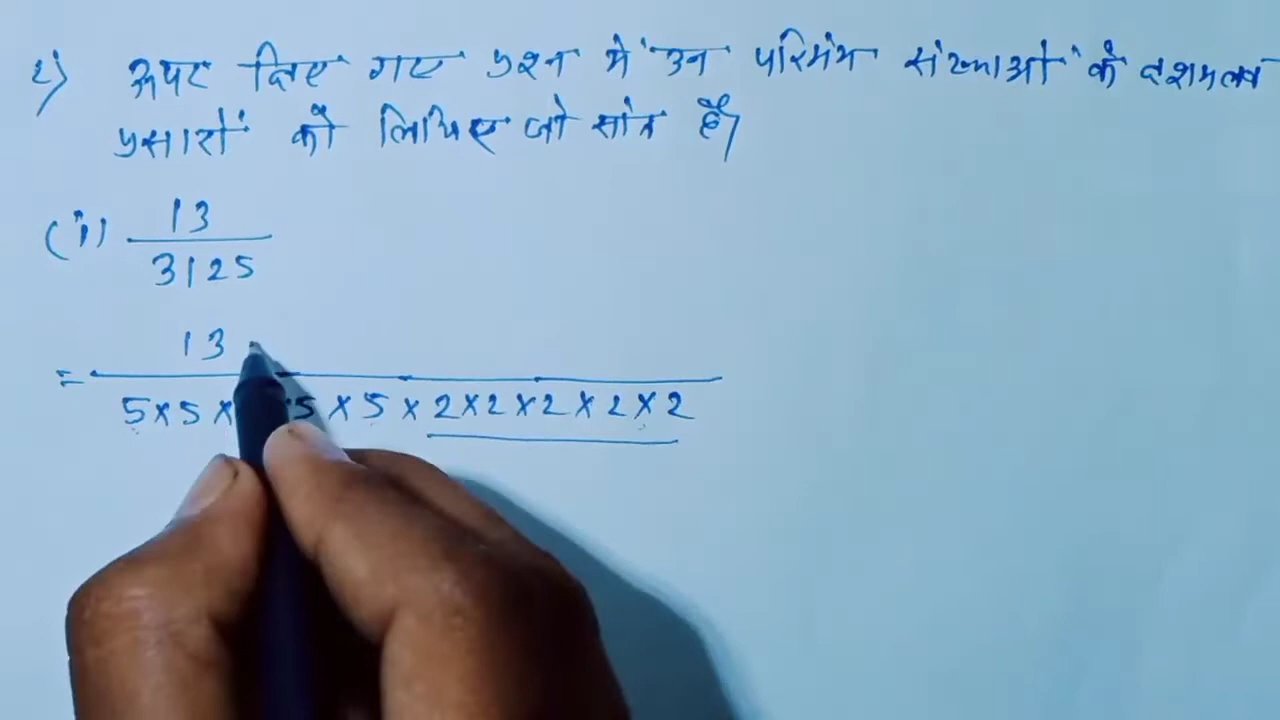 2) ऊपर दिए गए प्रश्न में उन परिमेय संख्याओं के दशमलव
प्रसारों को लिखिए जो सांत हैं।
(i) 13
3125
13
= 5×5× 5×5×2×2×2×2×2